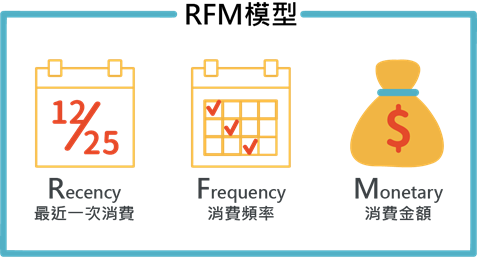 RFM模型
12/25
$
Recency
最近一次消費
Frequency
消費頻率
Monetary
消費金額